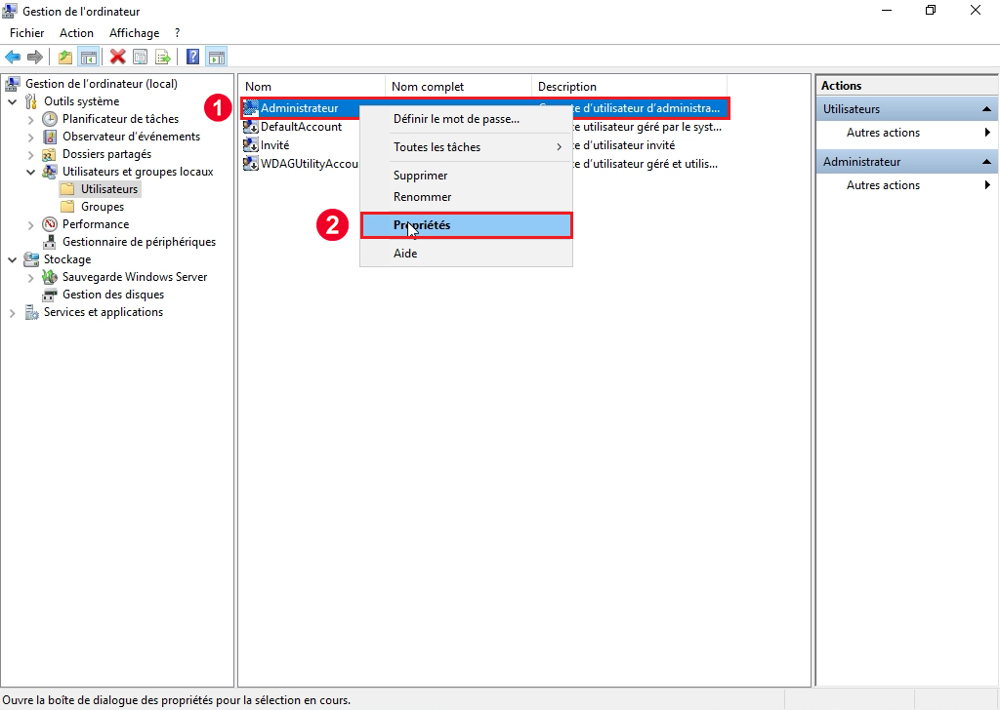 Gestion de l'ordinateur
Fichier Action Affichage ?
Gestion de l'ordinateur (local)
Outils système
Planificateur de tâches
Observateur d'événements
Dossiers partagés
Utilisateurs et groupes locaux
Utilisateurs
Groupes
Performance
Gestionnaire de périphériques
Stockage
Sauvegarde Windows Server
Gestion des disques
Services et applications
Nom Nom complet Description
1
Administrateur d'utilisateur d'administra...
DefaultAccount te utilisateur géré par le syst...
Invité te d'utilisateur invité
WDAGUtilityAccou te d'utilisateur géré et utilis...
Définir le mot de passe...
Toutes les tâches
Supprimer
Renommer
2
Propriétés
Aide
Actions
Utilisateurs
Autres actions
Administrateur
Autres actions
Ouvre la boîte de dialogue des propriétés pour la sélection en cours.